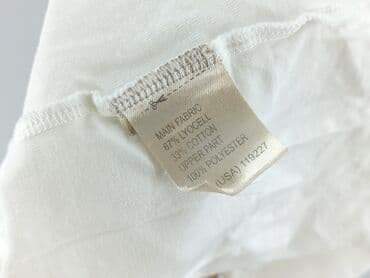 MAIN FABRIC
67% LYOCELL
33% COTTON
UPPER PART
100% POLYESTER
(USA) 119227